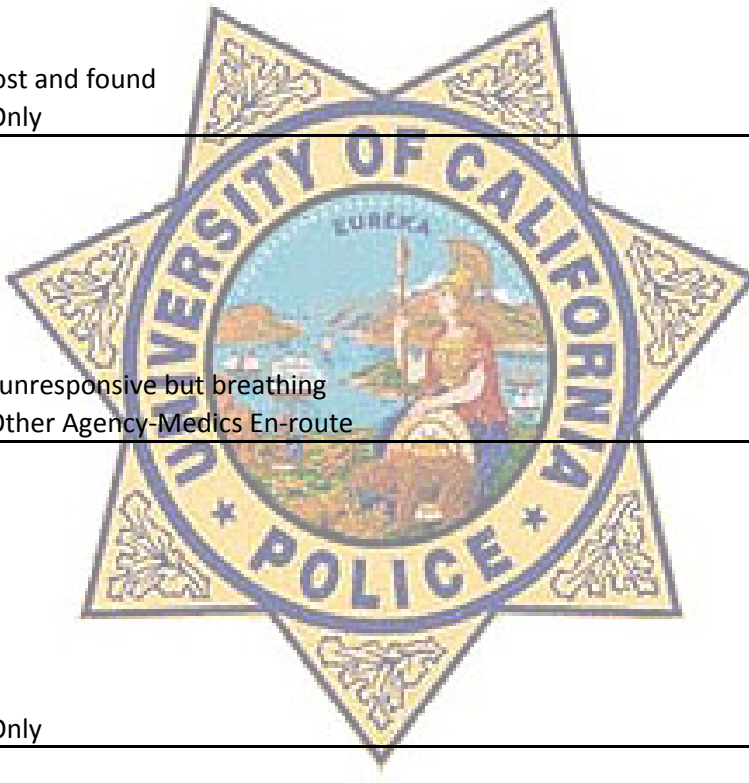 ost and found
Only
UNIVERSITY OF CALIFORNIA
EUREKA
unresponsive but breathing
Other Agency-Medics En-route
POLICE
Only